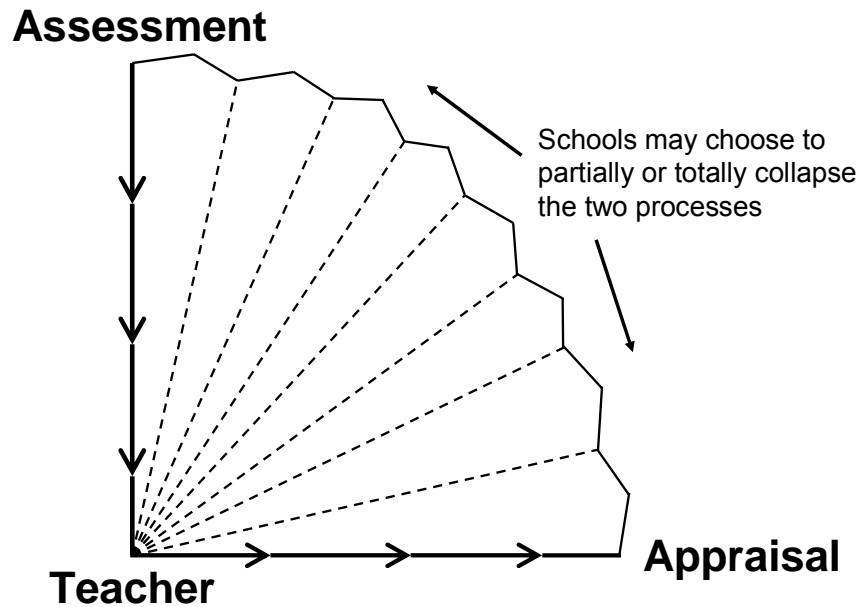 Assessment
Schools may choose to
partially or totally collapse
the two processes
Appraisal
Teacher